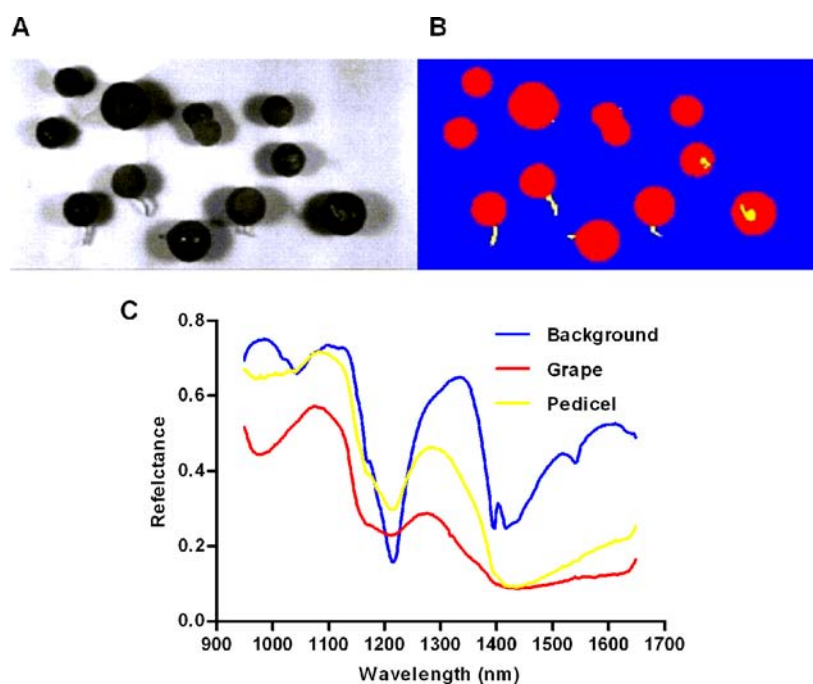 A
B
C
0.8
0.6
0.4
0.2
0.0
Refelctance
Background
Grape
Pedicel
900 1000 1100 1200 1300 1400 1500 1600 1700
Wavelength (nm)